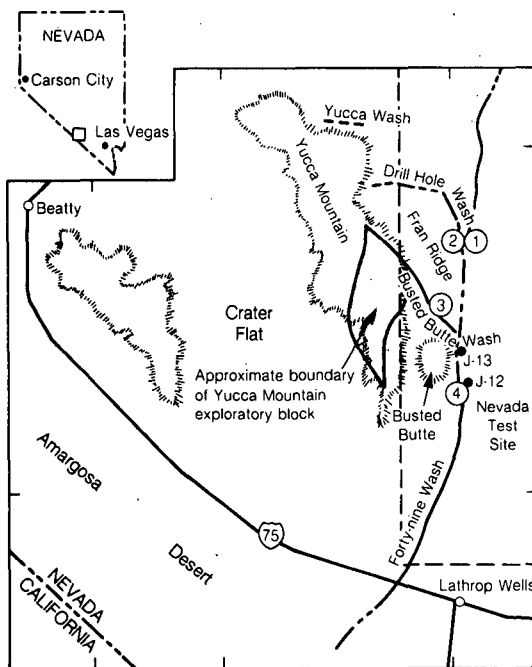 NEVADA
Carson City
Las Vegas
Yucca Wash
Yucca Mountain
Drill Hole Wash
Beatty
Fran Ridge
2
1
3
Crater
Flat
Busted Butte
Wash
J-13
J-12
4
Approximate boundary
of Yucca Mountain
exploratory block
Busted
Butte
Nevada
Test
Site
Amargosa
Desert
75
Forty-nine Wash
Lathrop Wells
NEVADA
CALIFORNIA